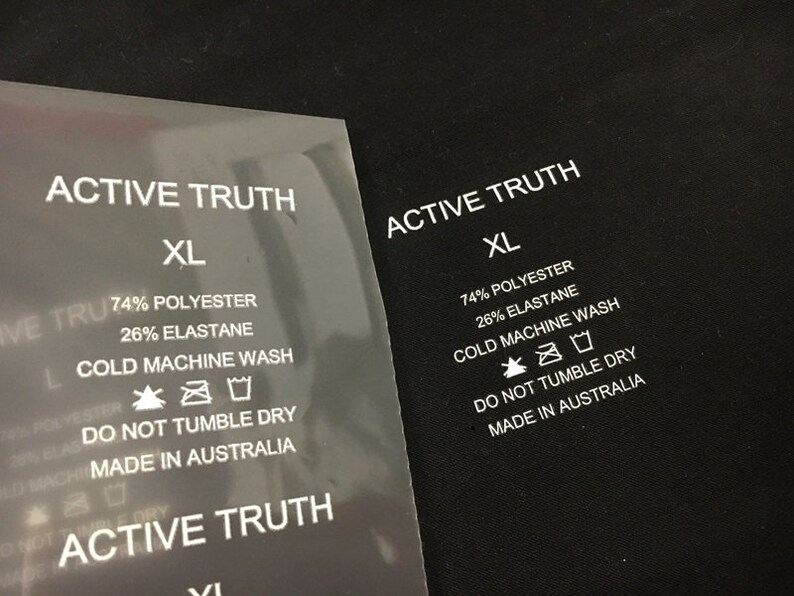 ACTIVE TRUTH
XL
74% POLYESTER
26% ELASTANE
COLD MACHINE WASH
DO NOT TUMBLE DRY
MADE IN AUSTRALIA
ACTIVE TRUTH
XL
ACTIVE TRUTH
XL
74% POLYESTER
26% ELASTANE
COLD MACHINE WASH
DO NOT TUMBLE DRY
MADE IN AUSTRALIA
L